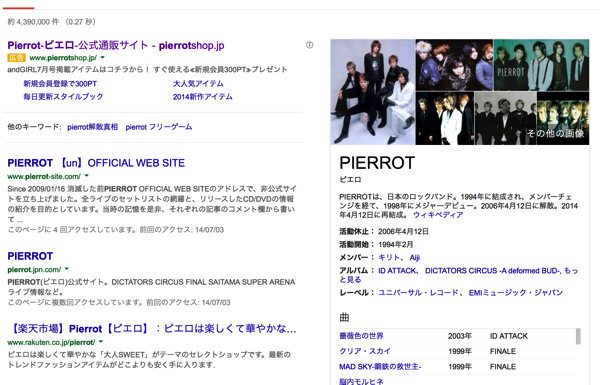 約 4,390,000 件 （0.27 秒）
Pierrot-ピエロ-公式通販サイト - pierrotshop.jp
広告 www.pierrotshop.jp/
andGIRL7月号掲載アイテムはコチラから！ すぐ使える≪新規会員300PT≫プレゼント
新規会員登録で300PT 大人気アイテム
毎日更新スタイルブック 2014新作アイテム
他のキーワード: pierrot解散真相 pierrot フリーゲーム
PIERROT 【un】OFFICIAL WEB SITE
www.pierrot-site.com/
Since 2009/01/16 消滅した前PIERROT OFFICIAL WEB SITEのアドレスで、非公式サイ
トを立ち上げました。全ライブのセットリストの網羅と、リリースしたCD/DVDの情報
の紹介を目的としています。当時の記憶を是非、それぞれの記事のコメント欄から書い
て ...
このページに 4 回アクセスしています。前回のアクセス: 14/07/03
PIERROT
pierrot.jpn.com/
PIERROT(ピエロ)公式サイト。DICTATORS CIRCUS FINAL SAITAMA SUPER ARENA
ライブ情報など。
このページに複数回アクセスしています。前回のアクセス: 14/07/03
【楽天市場】Pierrot【ピエロ】：ピエロは楽しくて華やかな…
www.rakuten.co.jp/pierrot/
ピエロは楽しくて華やかな「大人SWEET」がテーマのセレクトショップです。最新の
トレンドファッションアイテムがどこよりも安く手に入ります.
PIERROT
その他の画像
PIERROT
ピエロ
PIERROTは、日本のロックバンド。1994年に結成され、メンバーチェ
ンジを経て、1998年にメジャーデビュー。2006年4月12日に解散。2014
年4月12日に再結成。 ウィキペディア
活動休止： 2006年4月12日
活動開始： 1994年2月
メンバー： キリト、 Aiji
アルバム： ID ATTACK、 DICTATORS CIRCUS -A deformed BUD-, もっ
と見る
レーベル： ユニバーサル・レコード、 EMIミュージック・ジャパン
曲
薔薇色の世界 2003年 ID ATTACK
クリア・スカイ 1999年 FINALE
MAD SKY-鋼鉄の救世主- 1999年 FINALE
脳内モルヒネ